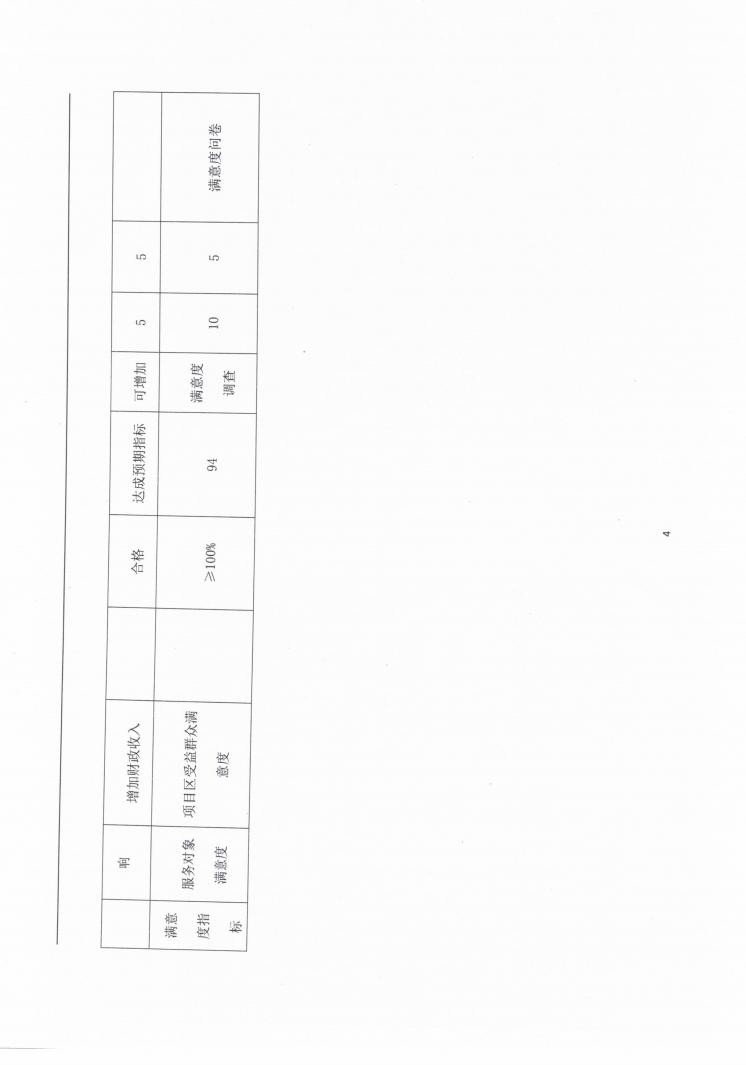 响
增加财政收入
合格
达成预期指标
可增加
5
5
满意
度指
标
服务对象
满意度
项目区受益群众满
意度
≥100%
94
满意度
调查
10
5
满意度问卷
4